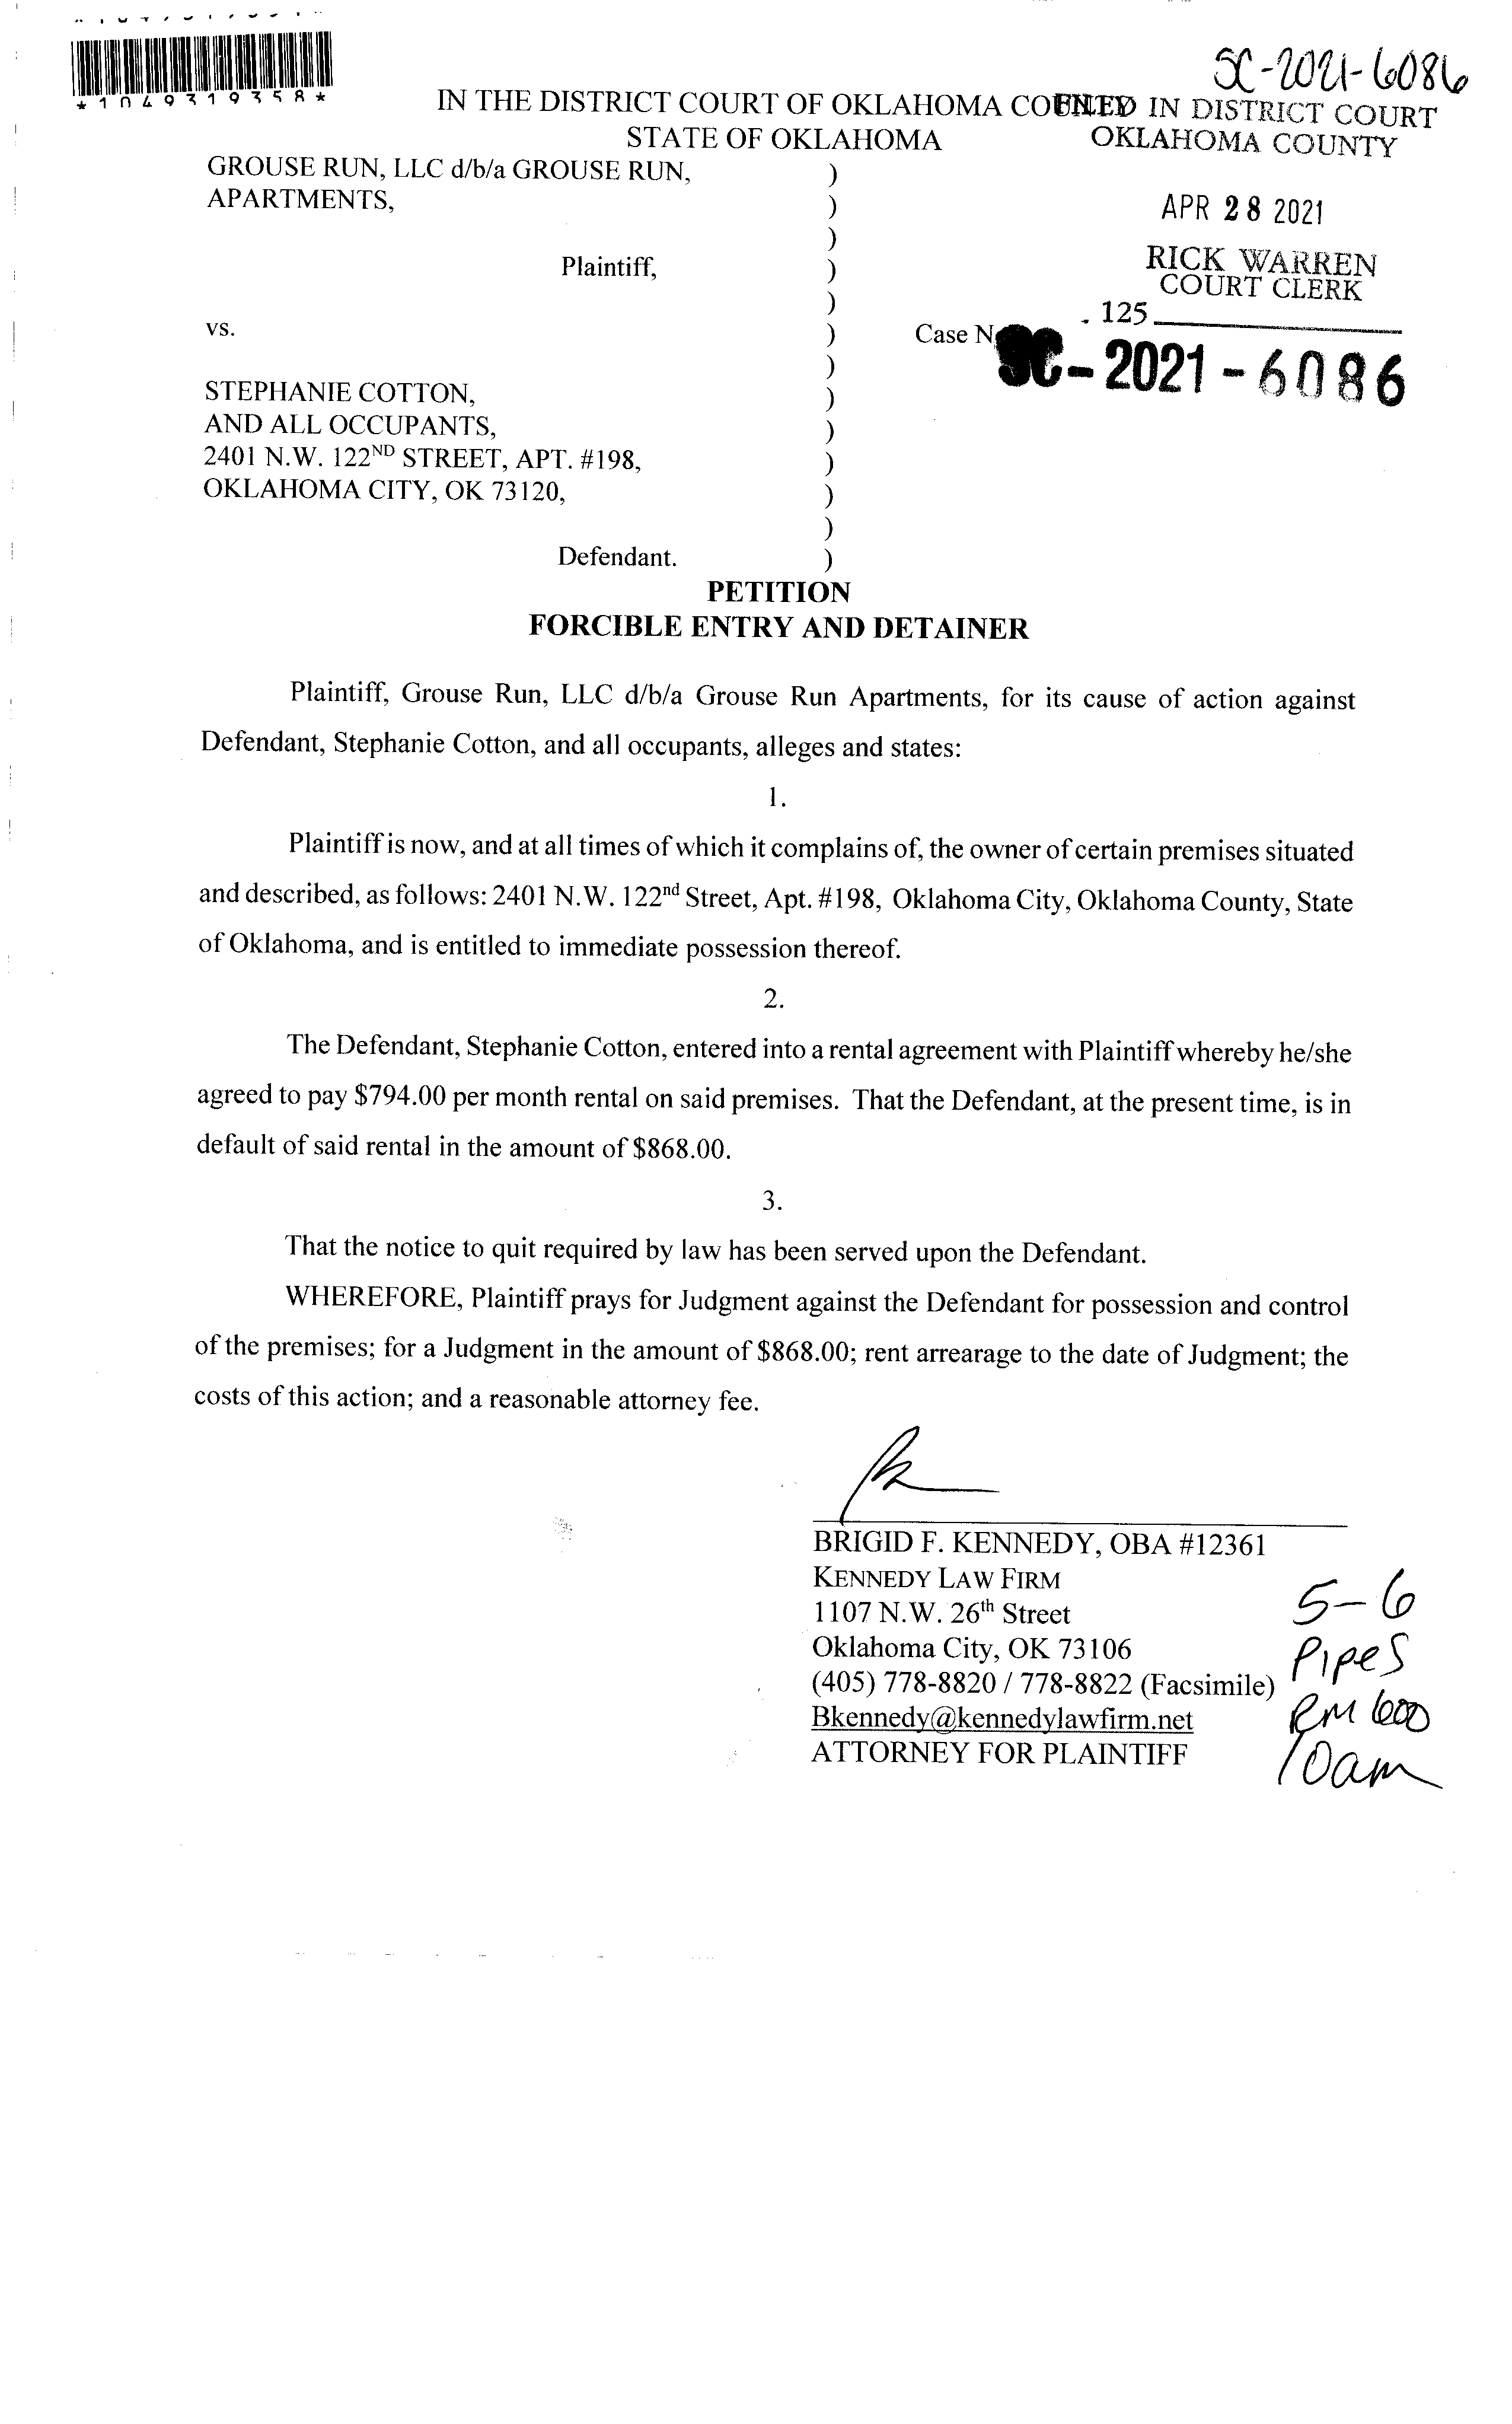 SC-2021-6086
*1049319358*
IN THE DISTRICT COURT OF OKLAHOMA COUNTY
STATE OF OKLAHOMA
FILED IN DISTRICT COURT
OKLAHOMA COUNTY
APR 28 2021
RICK WARREN
COURT CLERK
125
GROUSE RUN, LLC d/b/a GROUSE RUN, )
APARTMENTS, )
)
Plaintiff, )
)
vs. )
Case N
SC-2021-6086
)
STEPHANIE COTTON, )
AND ALL OCCUPANTS, )
2401 N.W. 122ND STREET, APT. #198, )
OKLAHOMA CITY, OK 73120, )
)
Defendant. )
PETITION
FORCIBLE ENTRY AND DETAINER
Plaintiff, Grouse Run, LLC d/b/a Grouse Run Apartments, for its cause of action against
Defendant, Stephanie Cotton, and all occupants, alleges and states:
1.
Plaintiff is now, and at all times of which it complains of, the owner of certain premises situated
and described, as follows: 2401 N.W. 122nd Street, Apt. #198, Oklahoma City, Oklahoma County, State
of Oklahoma, and is entitled to immediate possession thereof.
2.
The Defendant, Stephanie Cotton, entered into a rental agreement with Plaintiff whereby he/she
agreed to pay $794.00 per month rental on said premises. That the Defendant, at the present time, is in
default of said rental in the amount of $868.00.
3.
That the notice to quit required by law has been served upon the Defendant.
WHEREFORE, Plaintiff prays for Judgment against the Defendant for possession and control
of the premises; for a Judgment in the amount of $868.00; rent arrearage to the date of Judgment; the
costs of this action; and a reasonable attorney fee.
BRIGID F. KENNEDY, OBA #12361
KENNEDY LAW FIRM
1107 N.W. 26th Street
Oklahoma City, OK 73106
(405) 778-8820 / 778-8822 (Facsimile)
Bkennedy@kennedylawfirm.net
ATTORNEY FOR PLAINTIFF
5-6
Pipes
RM 600
10am